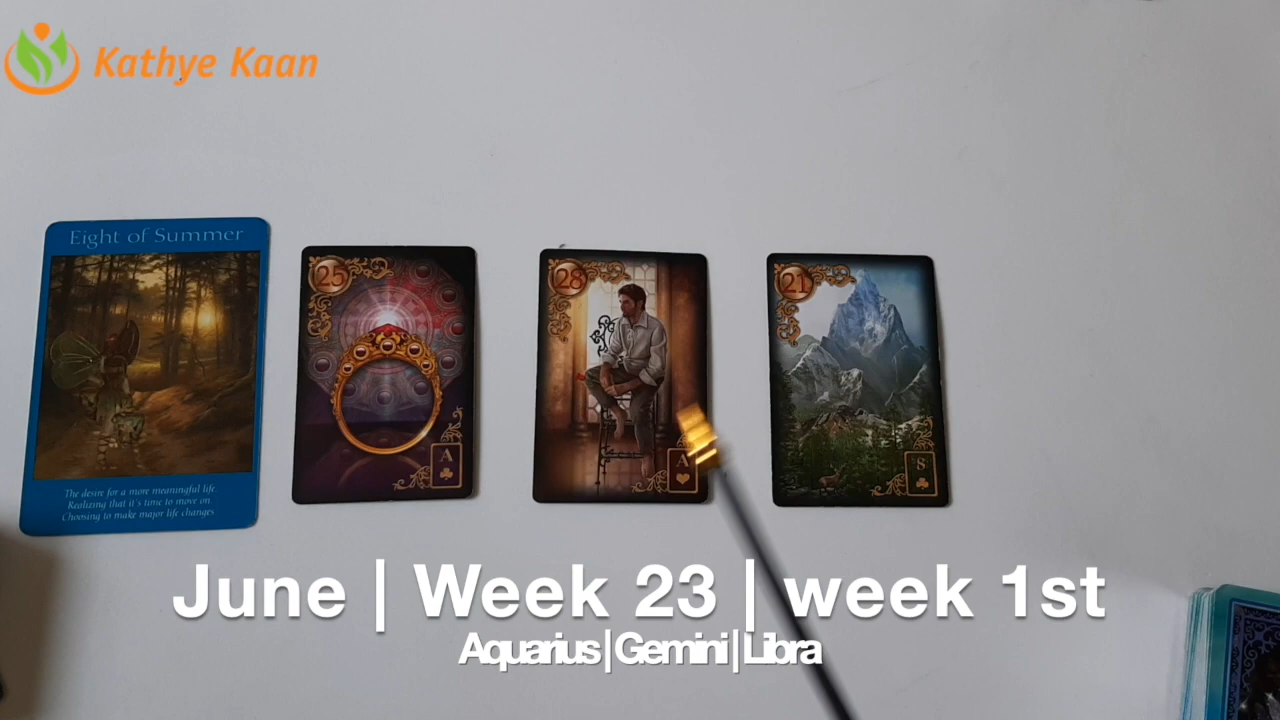 Kathye Kaan
Eight of Summer
25
28
21
The desire for a more meaningful life
Realizing that it's time to move on.
Choosing to make major life changes.
A
A
8
June | Week 23 | week 1st
Aquarius|Gemini|Libra